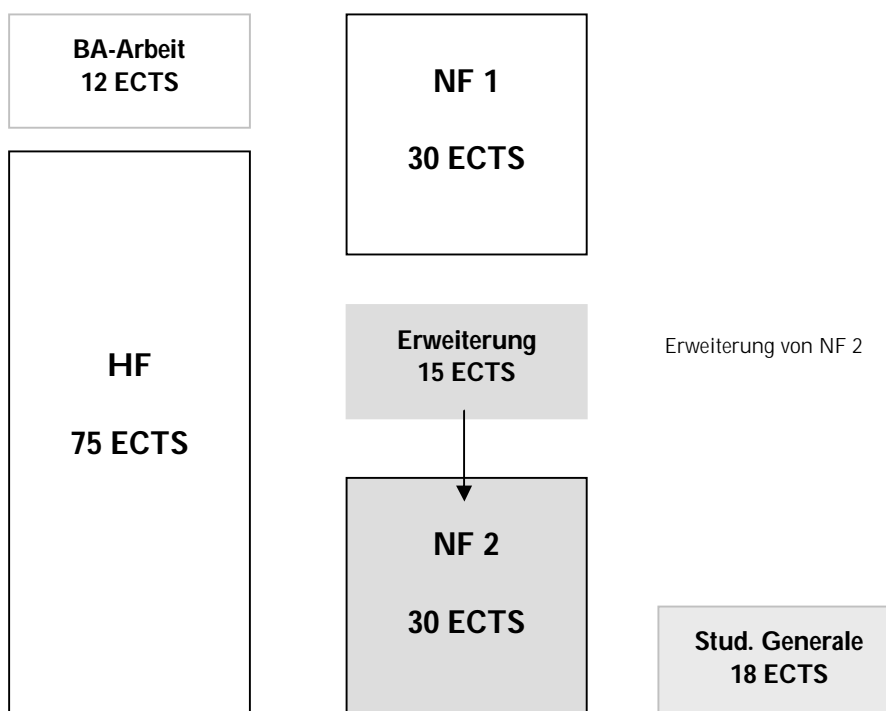 BA-Arbeit
12 ECTS
HF
75 ECTS
NF 1
30 ECTS
Erweiterung
15 ECTS
Erweiterung von NF 2
NF 2
30 ECTS
Stud. Generale
18 ECTS